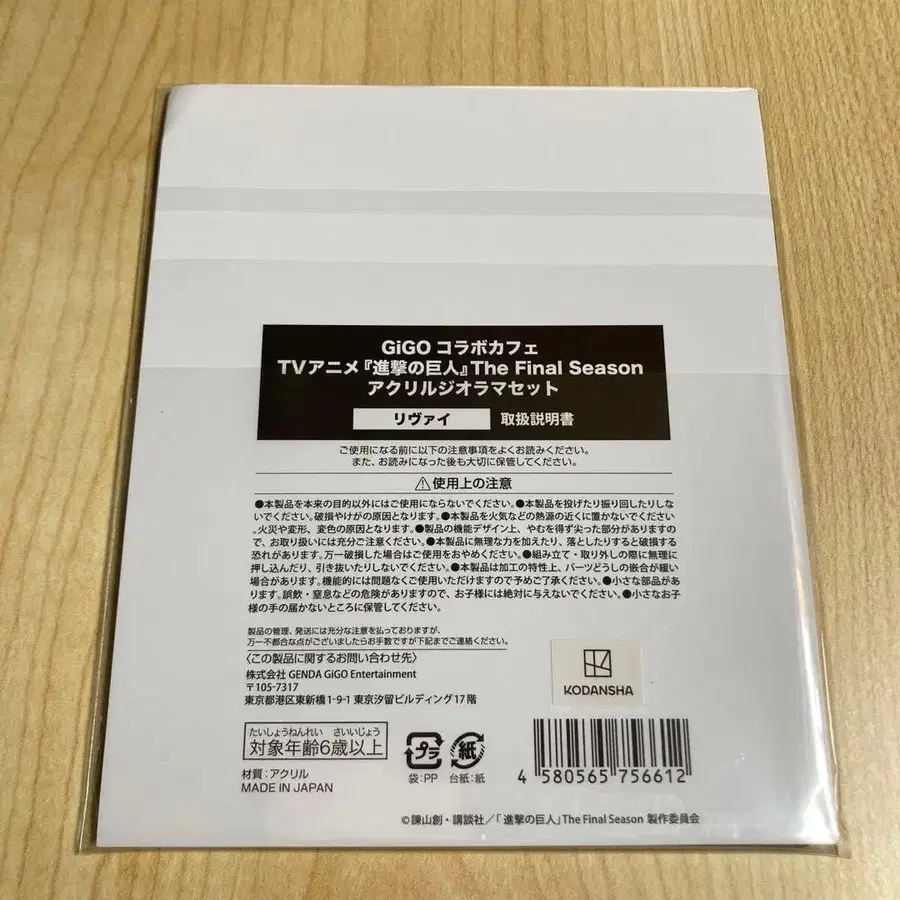 GiGO コラボカフェ
TVアニメ『進撃の巨人』The Final Season
アクリルジオラマセット
リヴァイ 取扱説明書
ご使用になる前に以下の注意事項をよくお読みください。
また、お読みになった後も大切に保管してください。
⚠使用上の注意
●本製品を本来の目的以外にはご使用にならないでください。●本製品を投げたり振り回したりしな
いでください。破損やけがの原因となります。●本製品を火気などの熱源の近くに置かないでください
。火災や変形、変色の原因となります。●製品の機能デザイン上、やむを得ず尖った部分がありますの
で、お取り扱いには充分ご注意ください。●本製品に無理な力を加えたり、落としたりすると破損する
恐れがあります。万一破損した場合はご使用をおやめください。●組み立て・取り外しの際に無理に
押し込んだり、引き抜いたりしないでください。●本製品は加工の特性上、パーツどうしの嵌合が緩い
場合があります。機能的には問題なくご使用いただけますので予めご了承ください。●小さな部品があ
ります。誤飲・窒息などの危険がありますので、お子様には絶対に与えないでください。●小さなお子
様の手の届かないところに保管してください。
製品の管理、発送には充分な注意を払っておりますが、
万一不都合な点がございましたらお手数ですが下記までご連絡ください。
〈この製品に関するお問い合わせ先〉
株式会社 GENDA GiGO Entertainment
〒105-7317
東京都港区東新橋1-9-1 東京汐留ビルディング17階
KODANSHA
たいしょうねんれい さいいじょう
対象年齢6歳以上
プラ 紙
袋:PP 台紙:紙
材質:アクリル
MADE IN JAPAN
4 580565 756612
©諫山創・講談社/「進撃の巨人」The Final Season 製作委員会